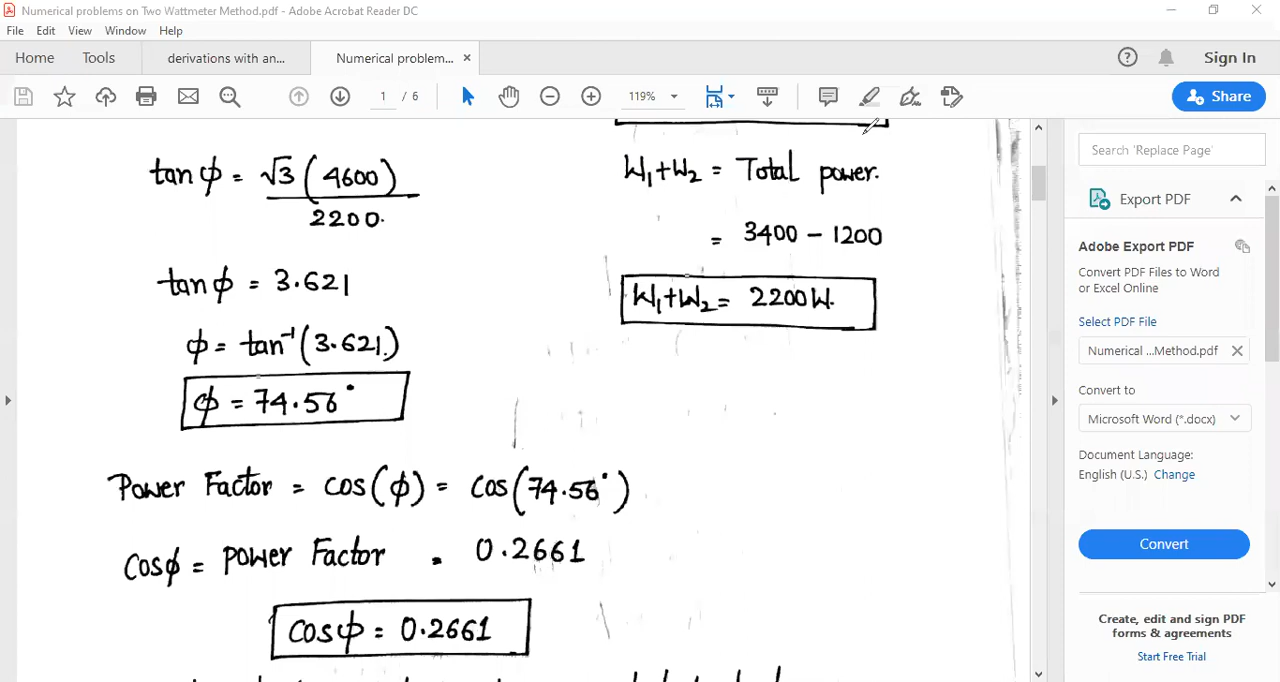 Numerical problems on Two Wattmeter Method.pdf - Adobe Acrobat Reader DC
File Edit View Window Help
Home Tools derivations with an... Numerical problem... × Sign In
1 / 6 119% Share
tanϕ = √3 (4600)
2200.
tanϕ = 3.621
ϕ = tan⁻¹(3.621)
ϕ = 74.56°
Power Factor = cos(ϕ) = cos(74.56°)
Cosϕ = power Factor = 0.2661
Cosϕ = 0.2661
W₁+W₂ = Total power.
= 3400 - 1200
W₁+W₂ = 2200W.
Search 'Replace Page'
Export PDF
Adobe Export PDF
Convert PDF Files to Word
or Excel Online
Select PDF File
Numerical ...Method.pdf ×
Convert to
Microsoft Word (*.docx)
Document Language:
English (U.S.) Change
Convert
Create, edit and sign PDF
forms & agreements
Start Free Trial